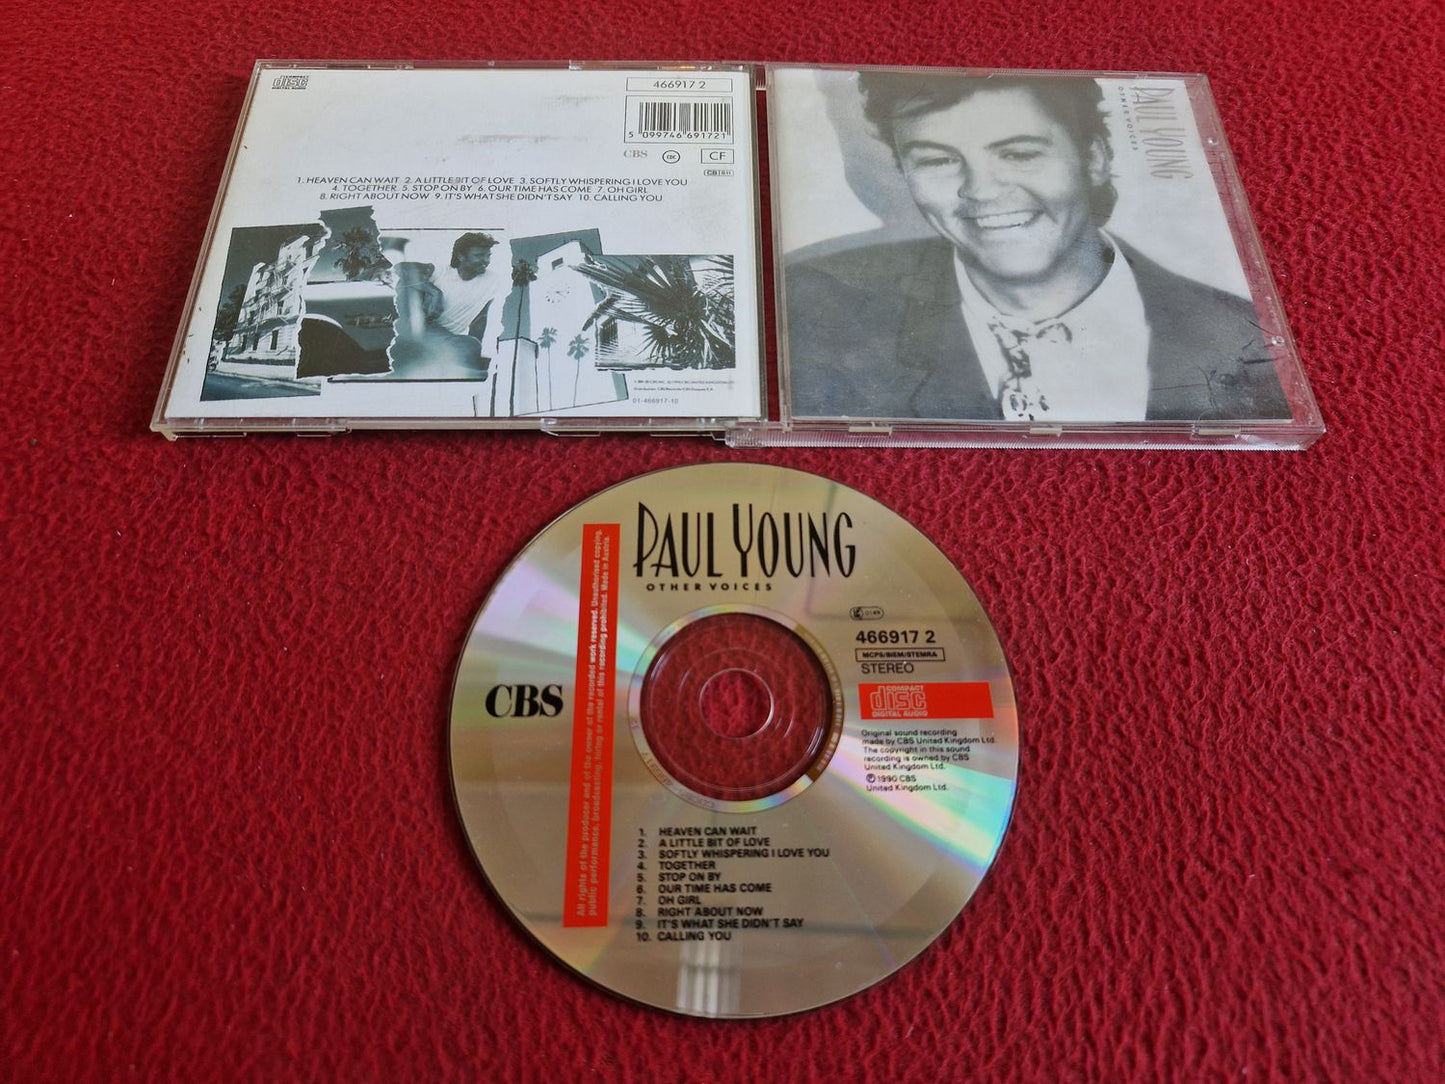 COMPACT
disc
DIGITAL AUDIO
466917 2
5 099746 691721
CBS
CF
1. HEAVEN CAN WAIT 2. A LITTLE BIT OF LOVE 3. SOFTLY WHISPERING I LOVE YOU
4. TOGETHER 5. STOP ON BY 6. OUR TIME HAS COME 7. OH GIRL
8. RIGHT ABOUT NOW 9. IT'S WHAT SHE DIDN'T SAY 10. CALLING YOU
01-466917-10
PAUL YOUNG
OTHER VOICES
PAUL YOUNG
OTHER VOICES
All rights of the producer and of the owner of the recorded work reserved. Unauthorised copying,
public performance, broadcasting, hiring or rental of this recording prohibited. Made in Austria.
CBS
466917 2
MCPS/BIEM/STEMRA
STEREO
COMPACT
disc
DIGITAL AUDIO
Original sound recording
made by CBS United Kingdom Ltd.
The copyright in this sound
recording is owned by CBS
United Kingdom Ltd.
℗ 1990 CBS
United Kingdom Ltd.
1. HEAVEN CAN WAIT
2. A LITTLE BIT OF LOVE
3. SOFTLY WHISPERING I LOVE YOU
4. TOGETHER
5. STOP ON BY
6. OUR TIME HAS COME
7. OH GIRL
8. RIGHT ABOUT NOW
9. IT'S WHAT SHE DIDN'T SAY
10. CALLING YOU